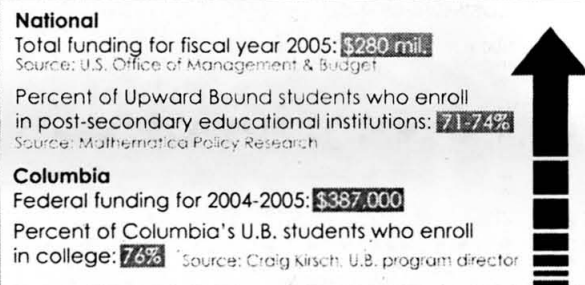 National
Total funding for fiscal year 2005: $280 mil.
Source: U.S. Office of Management & Budget
Percent of Upward Bound students who enroll
in post-secondary educational institutions: 71-74%
Source: Mathematica Policy Research
Columbia
Federal funding for 2004-2005: $387,000
Percent of Columbia's U.B. students who enroll
in college: 76% Source: Craig Kirsch, U.B. program director